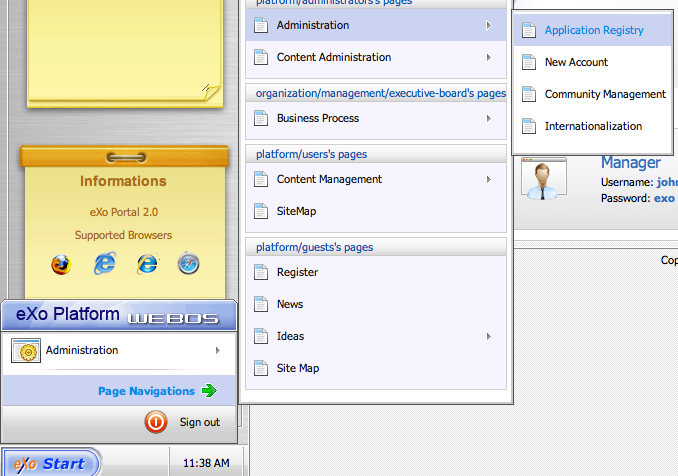 platform/administrators's pages
Administration
Content Administration
organization/management/executive-board's pages
Business Process
platform/users's pages
Content Management
SiteMap
platform/guests's pages
Register
News
Ideas
Site Map
Application Registry
New Account
Community Management
Internationalization
Manager
Username: john
Password: exo
Cop
Informations
eXo Portal 2.0
Supported Browsers
eXo Platform WEBOS
Administration
Page Navigations
Sign out
eXo Start
11:38 AM